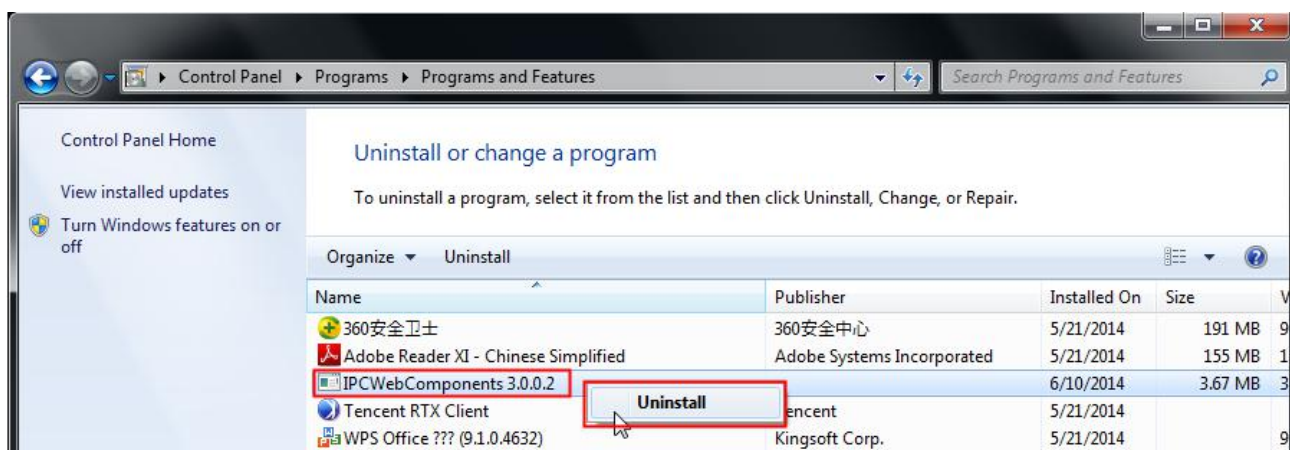 Control Panel ▸ Programs ▸ Programs and Features
Search Programs and Features
Control Panel Home
View installed updates
Turn Windows features on or
off
Uninstall or change a program
To uninstall a program, select it from the list and then click Uninstall, Change, or Repair.
Organize Uninstall
Name Publisher Installed On Size V
360安全卫士 360安全中心 5/21/2014 191 MB 9
Adobe Reader XI - Chinese Simplified Adobe Systems Incorporated 5/21/2014 155 MB 1
IPCWebComponents 3.0.0.2 6/10/2014 3.67 MB 3
Uninstall
Tencent RTX Client encent 5/21/2014
WPS Office ??? (9.1.0.4632) Kingsoft Corp. 5/21/2014 9